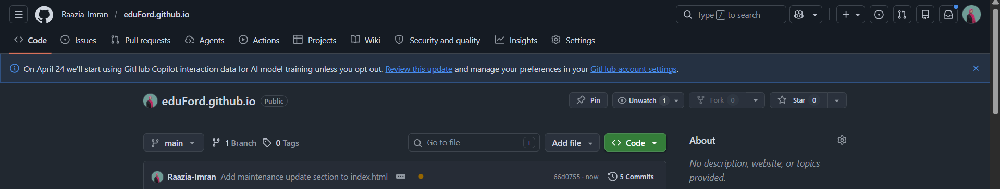 Raazia-Imran / eduFord.github.io
Type / to search
Code
Issues
Pull requests
Agents
Actions
Projects
Wiki
Security and quality
Insights
Settings
On April 24 we'll start using GitHub Copilot interaction data for AI model training unless you opt out. Review this update and manage your preferences in your GitHub account settings.
eduFord.github.io Public
Pin
Unwatch 1
Fork 0
Star 0
main
1 Branch
0 Tags
Go to file T
Add file
Code
About
No description, website, or topics
provided.
Raazia-Imran Add maintenance update section to index.html
66d0755 · now
5 Commits